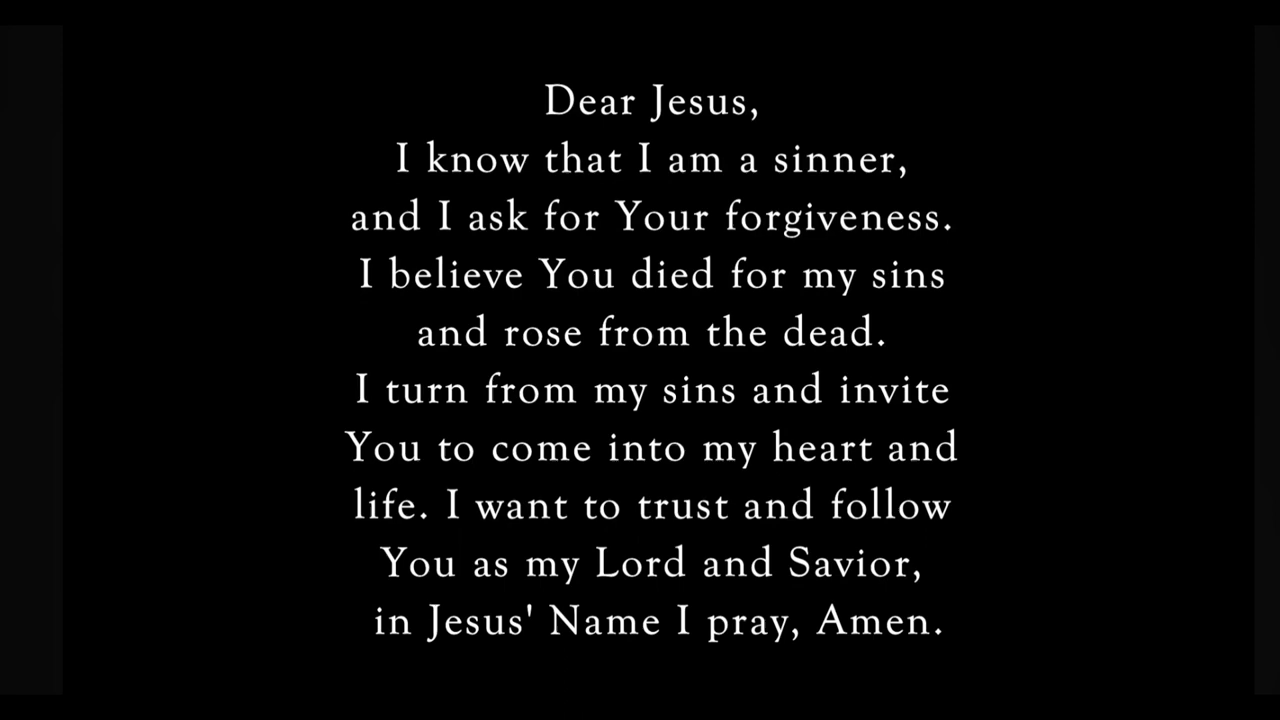 Dear Jesus,
I know that I am a sinner,
and I ask for Your forgiveness.
I believe You died for my sins
and rose from the dead.
I turn from my sins and invite
You to come into my heart and
life. I want to trust and follow
You as my Lord and Savior,
in Jesus' Name I pray, Amen.